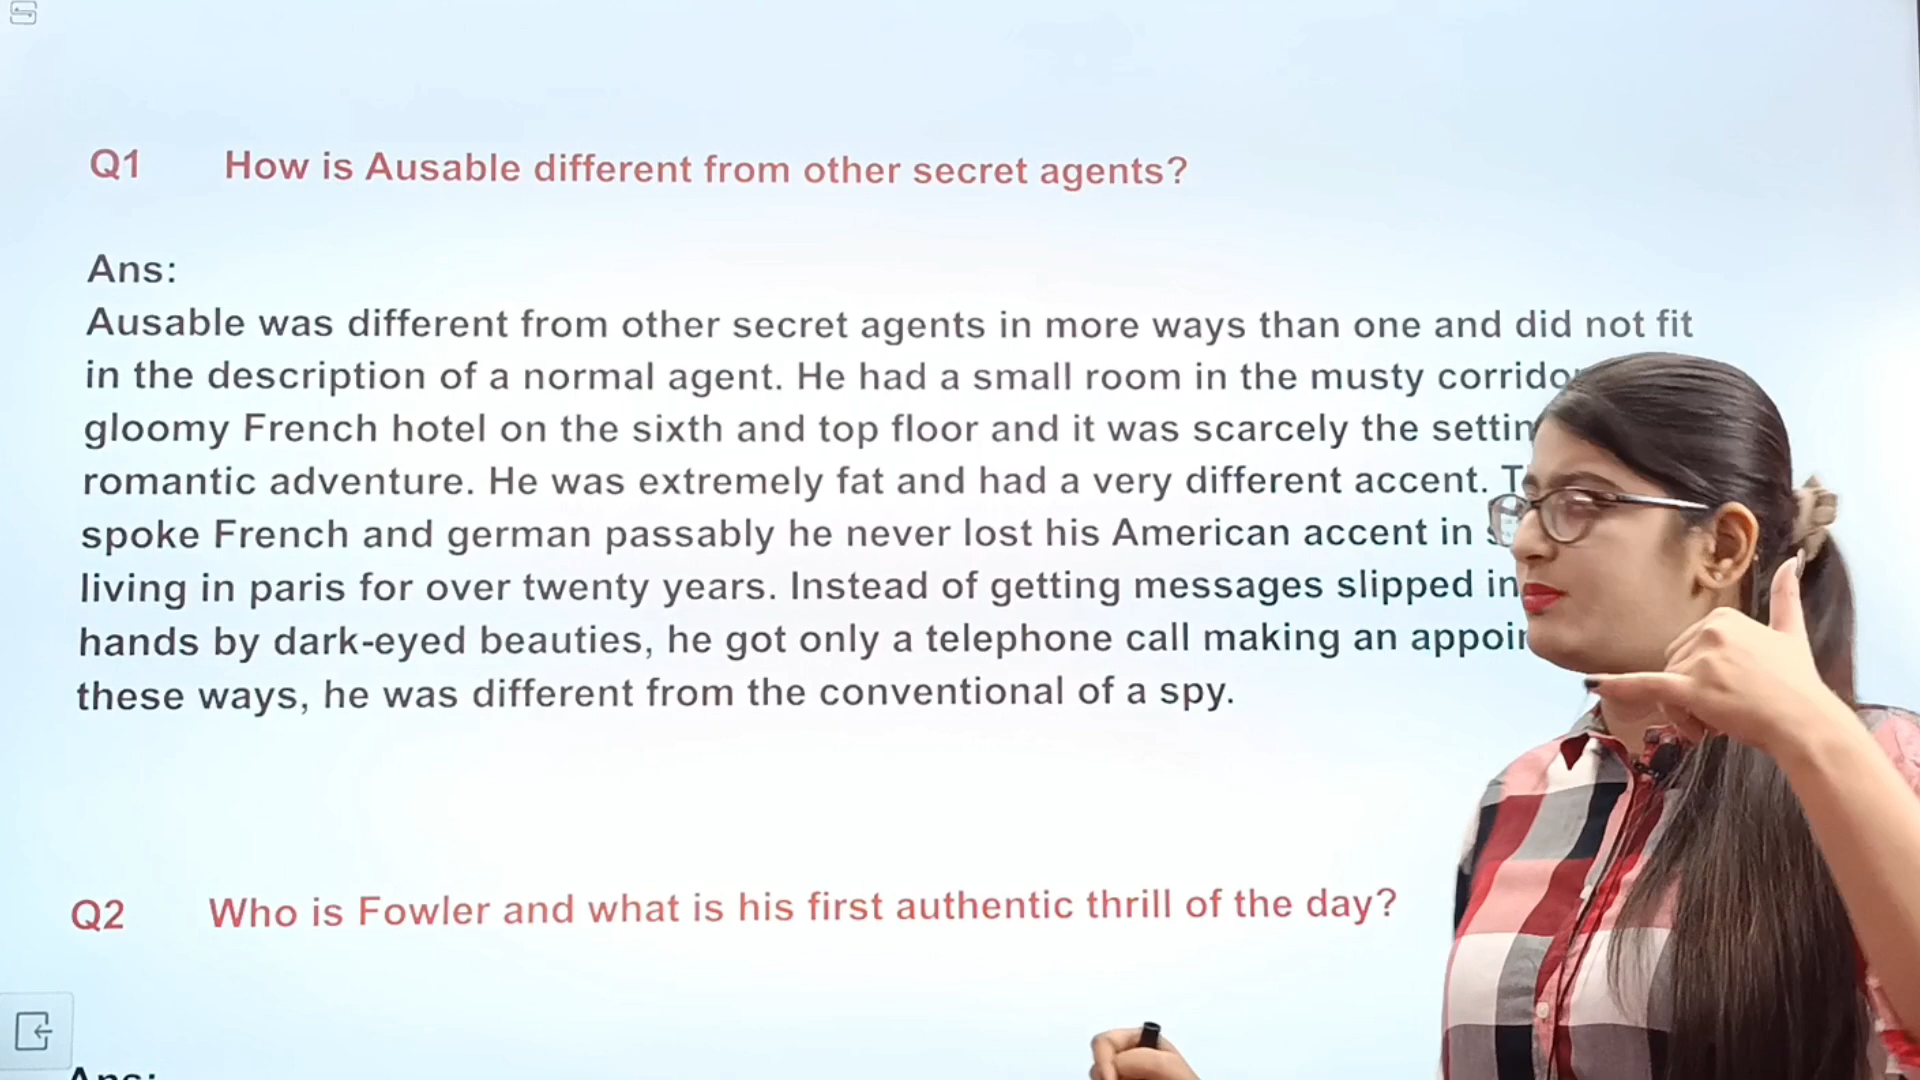 Q1 How is Ausable different from other secret agents?
Ans:
Ausable was different from other secret agents in more ways than one and did not fit
in the description of a normal agent. He had a small room in the musty
gloomy French hotel on the sixth and top floor and it was scarcely the
romantic adventure. He was extremely fat and had a very different accent.
spoke French and german passably he never lost his American accent in
living in paris for over twenty years. Instead of getting messages slipped
hands by dark-eyed beauties, he got only a telephone call making an
these ways, he was different from the conventional of a spy.
Q2 Who is Fowler and what is his first authentic thrill of the day?